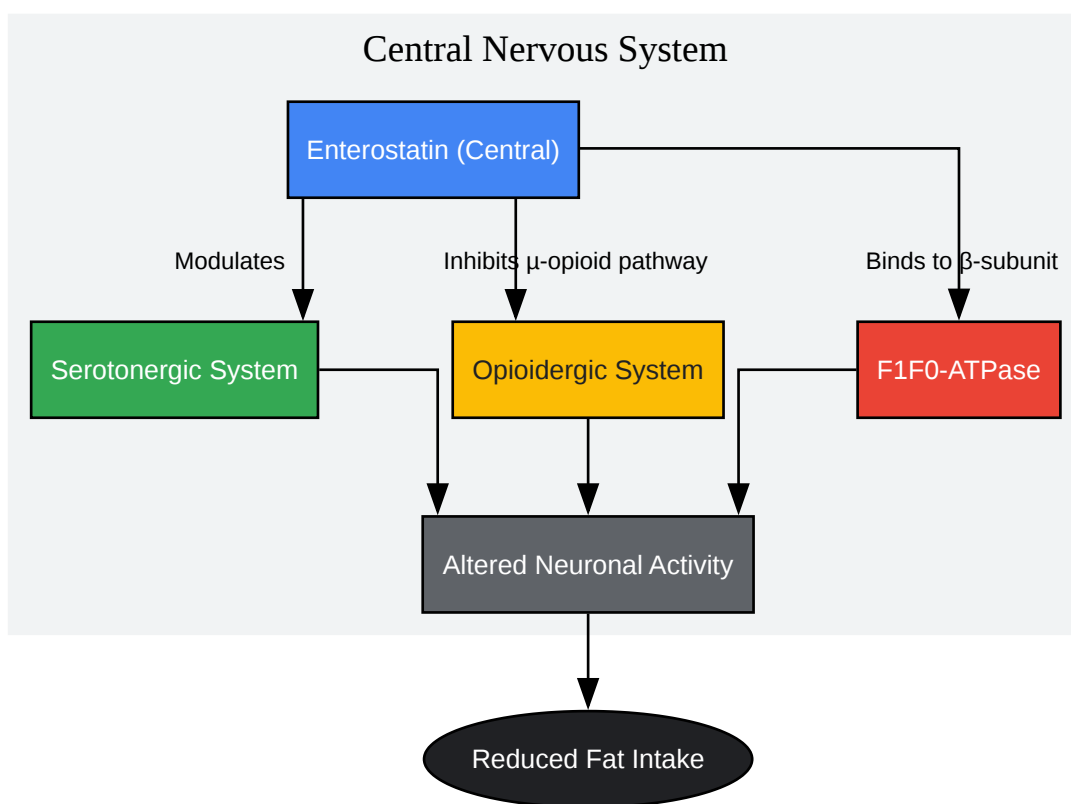 Central Nervous System
Enterostatin (Central)
Modulates
Inhibits µ-opioid pathway
Binds to β-subunit
Serotonergic System
Opioidergic System
F1F0-ATPase
Altered Neuronal Activity
Reduced Fat Intake